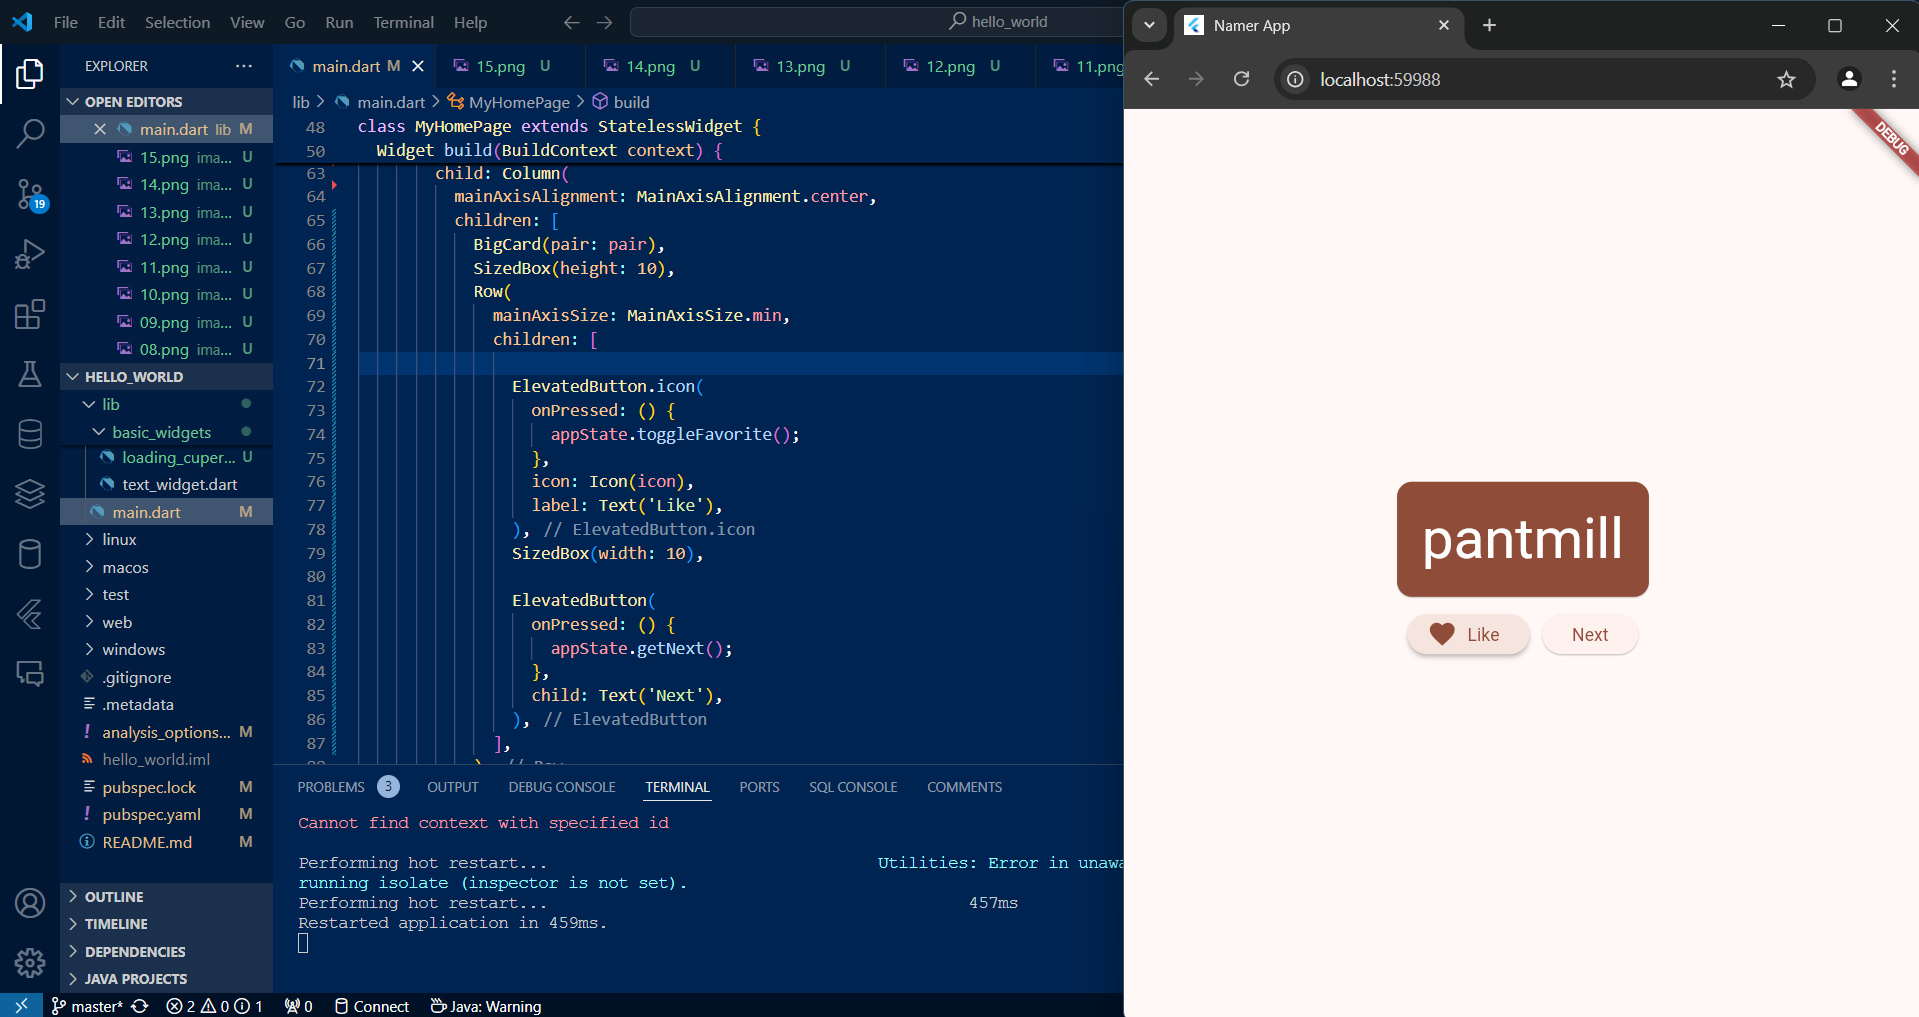 File Edit Selection View Go Run Terminal Help hello_world
EXPLORER
OPEN EDITORS
main.dart lib M
15.png ima... U
14.png ima... U
13.png ima... U
12.png ima... U
11.png ima... U
10.png ima... U
09.png ima... U
08.png ima... U
HELLO_WORLD
lib
basic_widgets
loading_cuper... U
text_widget.dart
main.dart M
linux
macos
test
web
windows
.gitignore
.metadata
analysis_options... M
hello_world.iml
pubspec.lock M
pubspec.yaml M
README.md M
OUTLINE
TIMELINE
DEPENDENCIES
JAVA PROJECTS
19
main.dart M 15.png U 14.png U 13.png U 12.png U 11.png
lib > main.dart > MyHomePage > build
48 class MyHomePage extends StatelessWidget {
50 Widget build(BuildContext context) {
63 child: Column(
64 mainAxisAlignment: MainAxisAlignment.center,
65 children: [
66 BigCard(pair: pair),
67 SizedBox(height: 10),
68 Row(
69 mainAxisSize: MainAxisSize.min,
70 children: [
71
72 ElevatedButton.icon(
73 onPressed: () {
74 appState.toggleFavorite();
75 },
76 icon: Icon(icon),
77 label: Text('Like'),
78 ), // ElevatedButton.icon
79 SizedBox(width: 10),
80
81 ElevatedButton(
82 onPressed: () {
83 appState.getNext();
84 },
85 child: Text('Next'),
86 ), // ElevatedButton
87 ],
PROBLEMS 3 OUTPUT DEBUG CONSOLE TERMINAL PORTS SQL CONSOLE COMMENTS
Cannot find context with specified id
Performing hot restart... Utilities: Error in unawa
running isolate (inspector is not set).
Performing hot restart... 457ms
Restarted application in 459ms.
master* 2 0 1 0 Connect Java: Warning
Namer App
localhost:59988
DEBUG
pantmill
Like Next